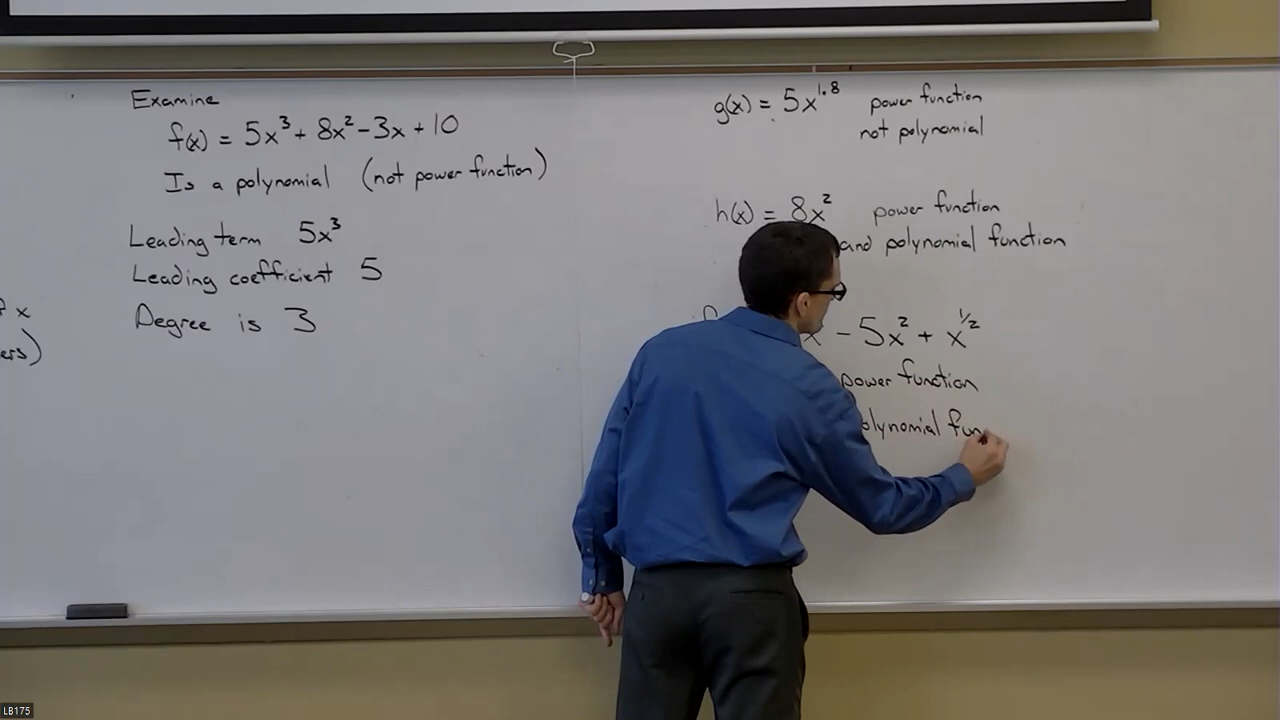 Examine
f(x) = 5x³ + 8x² - 3x + 10
Is a polynomial (not power function)
Leading term 5x³
Leading coefficient 5
Degree is 3
x
ers)
g(x) = 5x^1.8 power function
not polynomial
h(x) = 8x² power function
and polynomial function
x - 5x² + x^1/2
power function
olynomial fun
LB175